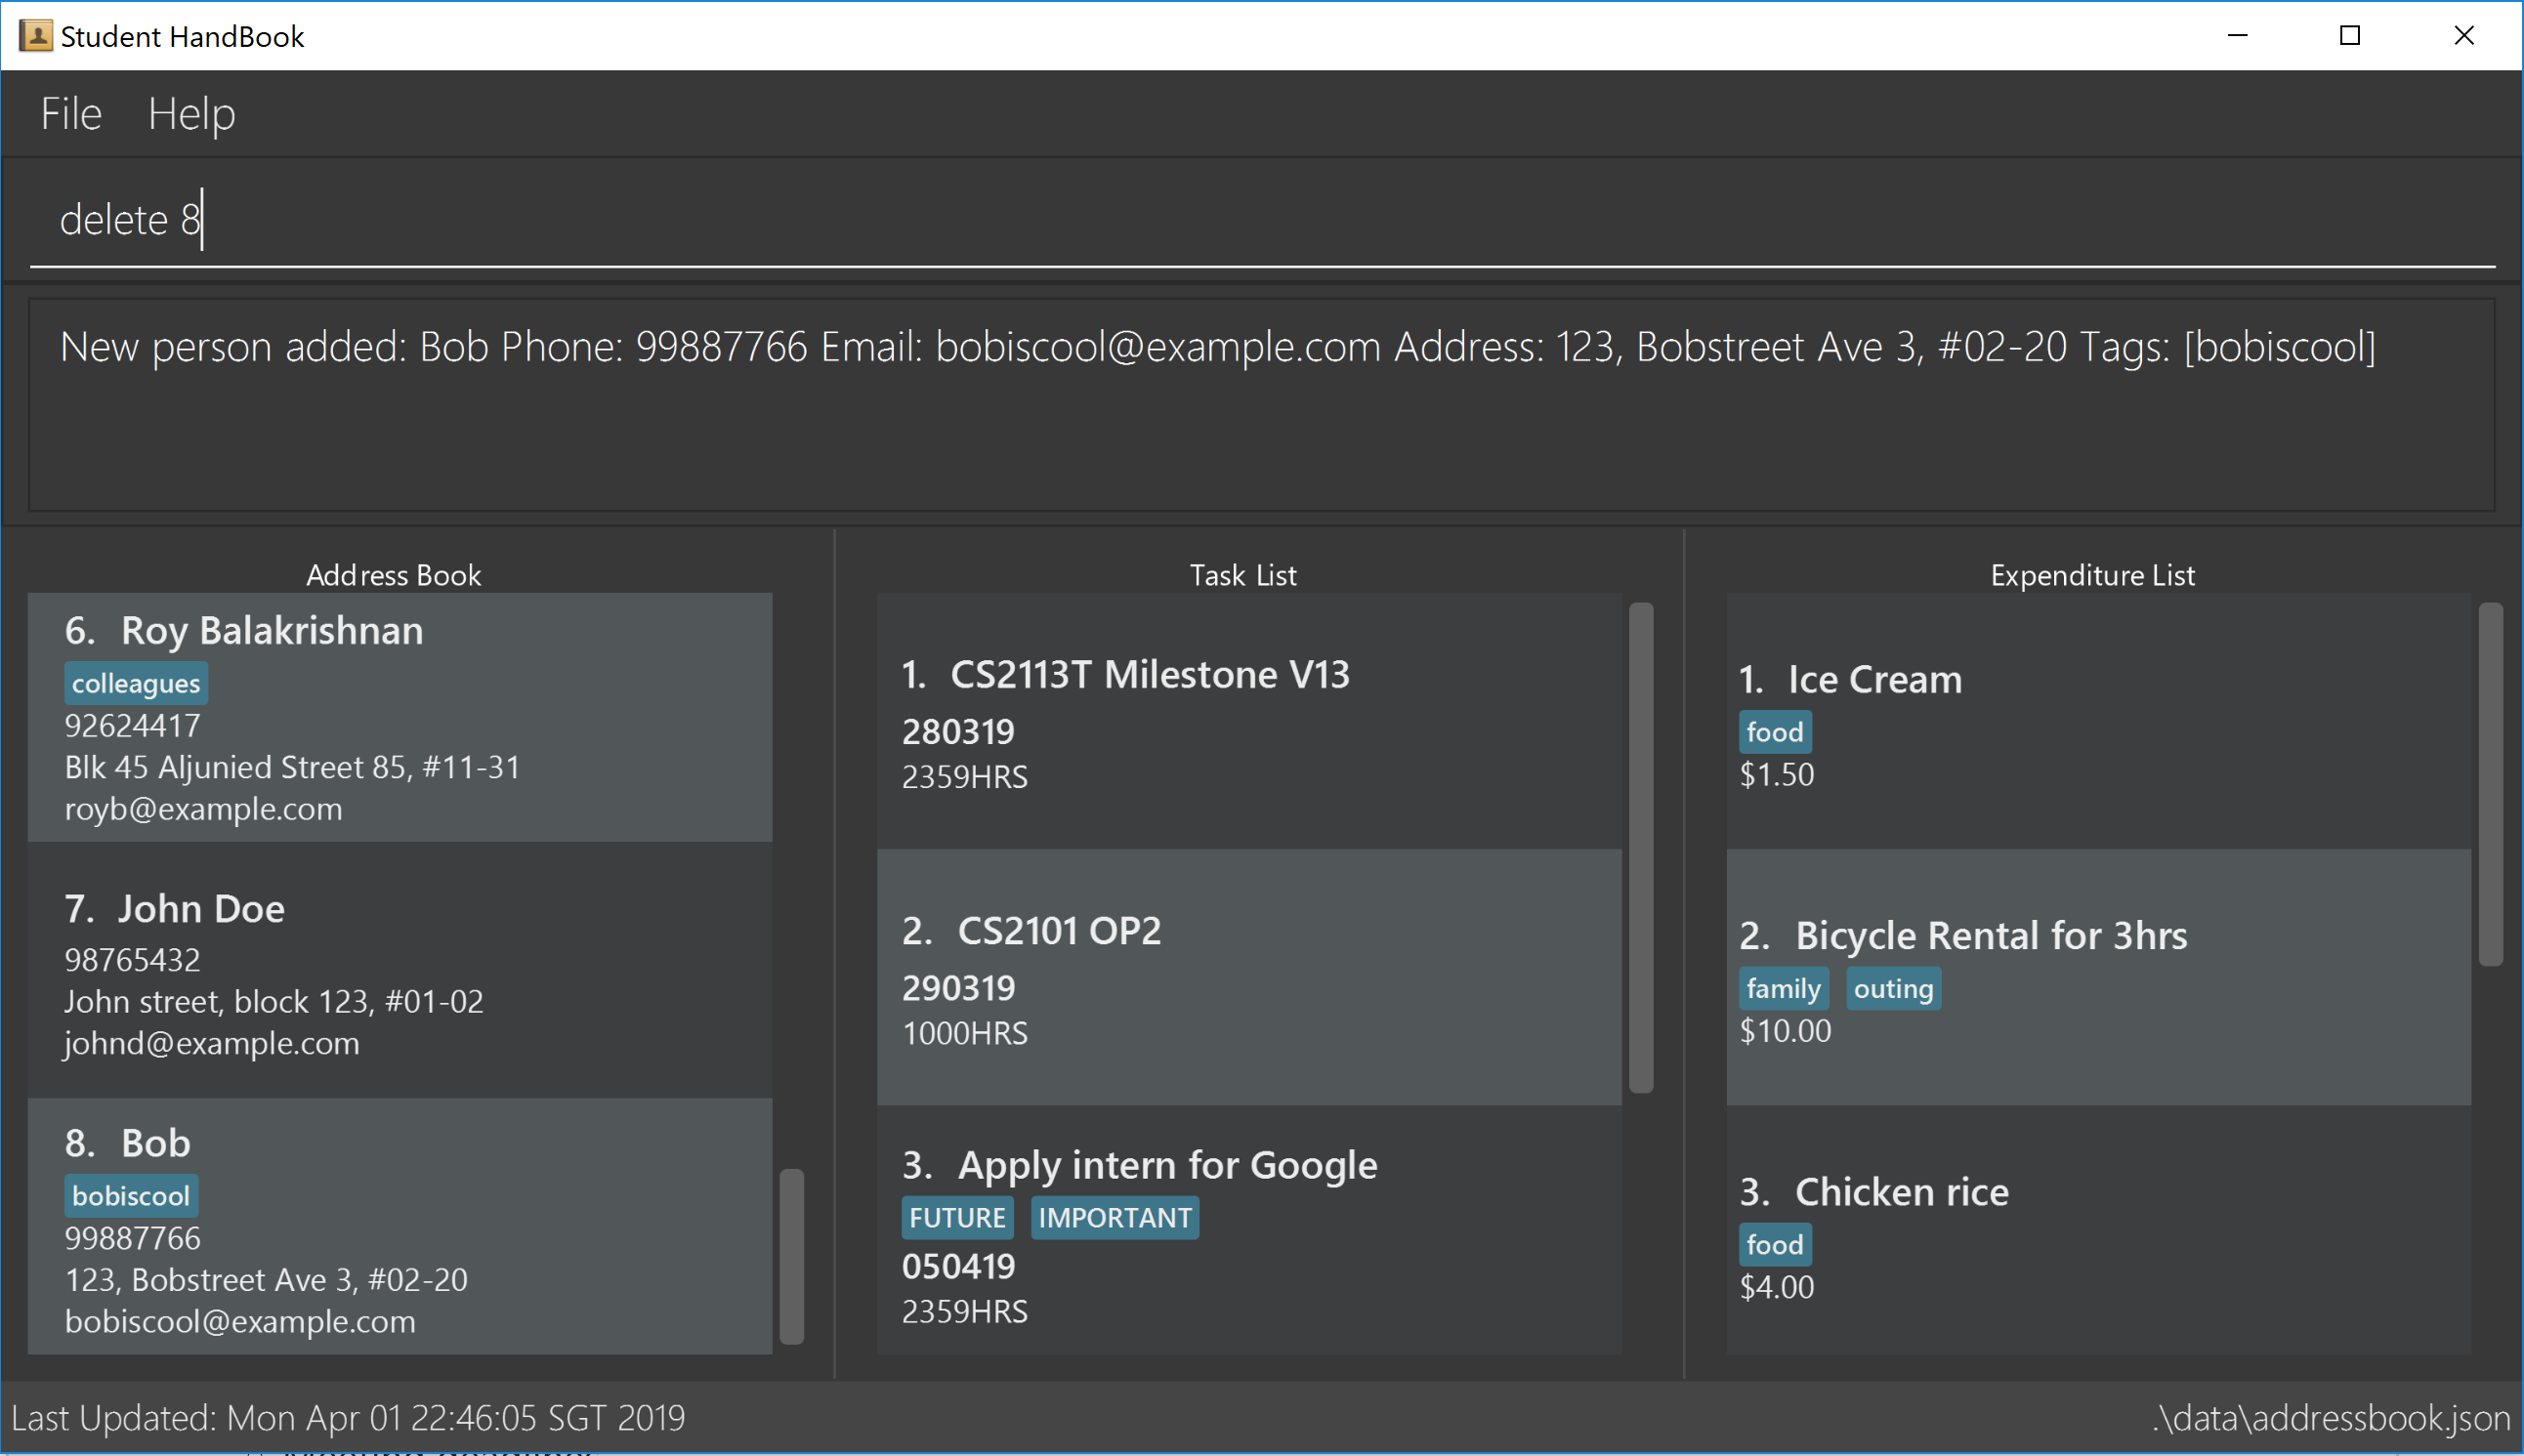 Student HandBook
File Help
delete 8
New person added: Bob Phone: 99887766 Email: bobiscool@example.com Address: 123, Bobstreet Ave 3, #02-20 Tags: [bobiscool]
Address Book
6. Roy Balakrishnan
colleagues
92624417
Blk 45 Aljunied Street 85, #11-31
royb@example.com
7. John Doe
98765432
John street, block 123, #01-02
johnd@example.com
8. Bob
bobiscool
99887766
123, Bobstreet Ave 3, #02-20
bobiscool@example.com
Task List
1. CS2113T Milestone V13
280319
2359HRS
2. CS2101 OP2
290319
1000HRS
3. Apply intern for Google
FUTURE IMPORTANT
050419
2359HRS
Expenditure List
1. Ice Cream
food
$1.50
2. Bicycle Rental for 3hrs
family outing
$10.00
3. Chicken rice
food
$4.00
Last Updated: Mon Apr 01 22:46:05 SGT 2019
.\data\addressbook.json